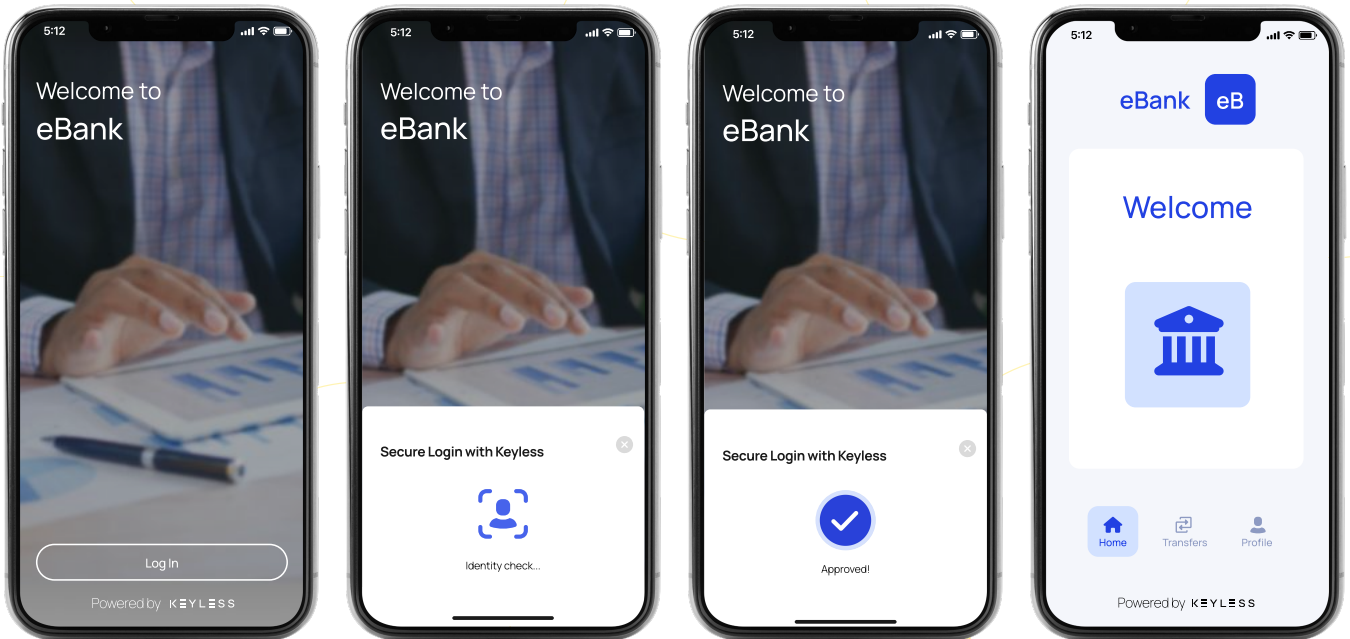 5:12
Welcome to
eBank
Log In
Powered by KEYLESS
5:12
Welcome to
eBank
Secure Login with Keyless
Identity check...
5:12
Welcome to
eBank
Secure Login with Keyless
Approved!
5:12
eBank eB
Welcome
Home Transfers Profile
Powered by KEYLESS